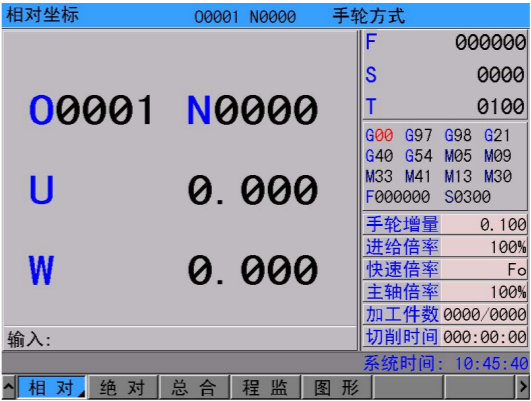 相对坐标 O0001 N0000 手轮方式
O0001 N0000
U 0.000
W 0.000
输入:
F 000000
S 0000
T 0100
G00 G97 G98 G21
G40 G54 M05 M09
M33 M41 M13 M30
F000000 S0300
手轮增量 0.100
进给倍率 100%
快速倍率 Fo
主轴倍率 100%
加工件数 0000/0000
切削时间 000:00:00
系统时间: 10:45:40
相对 绝对 总合 程监 图形